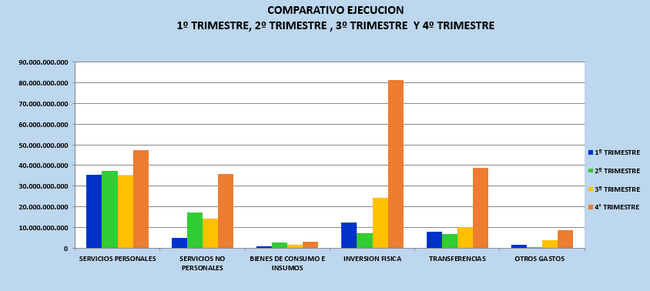 COMPARATIVO EJECUCION
1º TRIMESTRE, 2º TRIMESTRE , 3º TRIMESTRE Y 4º TRIMESTRE
90.000.000.000
80.000.000.000
70.000.000.000
60.000.000.000
50.000.000.000
40.000.000.000
30.000.000.000
20.000.000.000
10.000.000.000
0
SERVICIOS PERSONALES
SERVICIOS NO
PERSONALES
BIENES DE CONSUMO E
INSUMOS
INVERSION FISICA
TRANSFERENCIAS
OTROS GASTOS
1º TRIMESTRE
2º TRIMESTRE
3º TRIMESTRE
4º TRIMESTRE